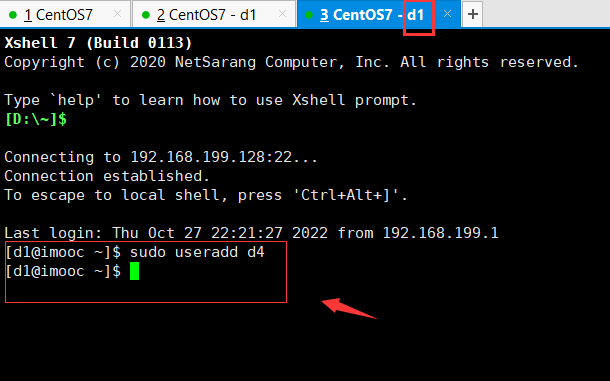 1 CentOS7
2 CentOS7 - d1
3 CentOS7 - d1
Xshell 7 (Build 0113)
Copyright (c) 2020 NetSarang Computer, Inc. All rights reserved.
Type `help' to learn how to use Xshell prompt.
[D:\~]$
Connecting to 192.168.199.128:22...
Connection established.
To escape to local shell, press 'Ctrl+Alt+]'.
Last login: Thu Oct 27 22:21:27 2022 from 192.168.199.1
[d1@imooc ~]$ sudo useradd d4
[d1@imooc ~]$